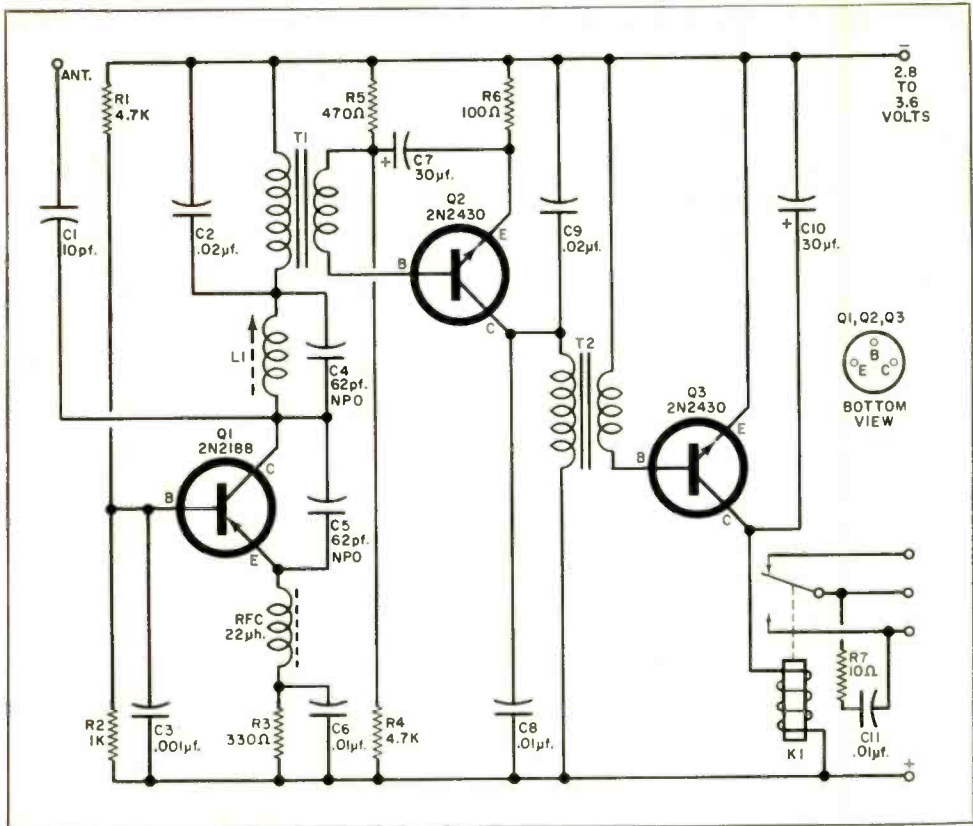 ANT.
R1
4.7K
C1
10pf.
C2
.02µf.
T1
R5
470Ω
R6
100Ω
+
C7
30µf.
Q2
2N2430
B
E
C
C9
.02µf.
–
2.8
TO
3.6
VOLTS
+
C10
30µf.
L1
C4
62pf.
NPO
T2
Q3
2N2430
B
E
C
Q1,Q2,Q3
B
E
C
BOTTOM
VIEW
Q1
2N2188
B
C
E
C5
62pf.
NPO
RFC
22µh.
R2
1K
C3
.001µf.
R3
330Ω
C6
.01µf.
R4
4.7K
C8
.01µf.
R7
10Ω
C11
.01µf.
K1
+